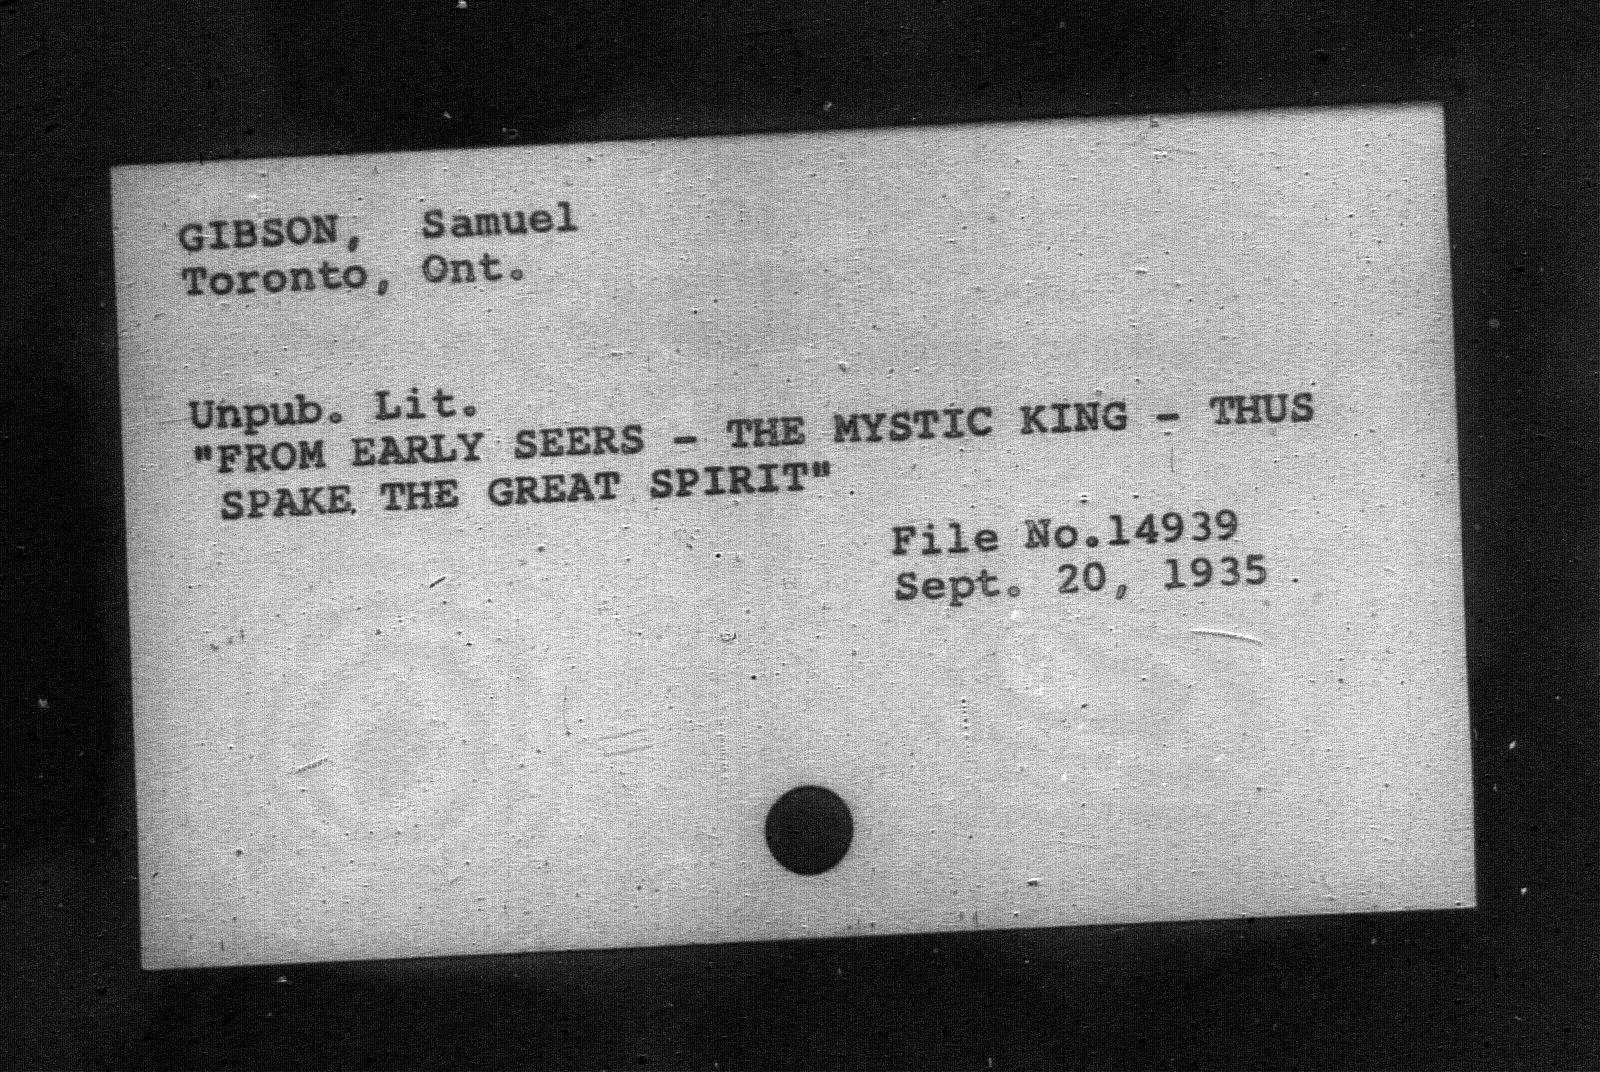 GIBSON, Samuel
Toronto, Ont.
Unpub. Lit.
"FROM EARLY SEERS - THE MYSTIC KING - THUS
SPAKE THE GREAT SPIRIT"
File No.14939
Sept. 20, 1935